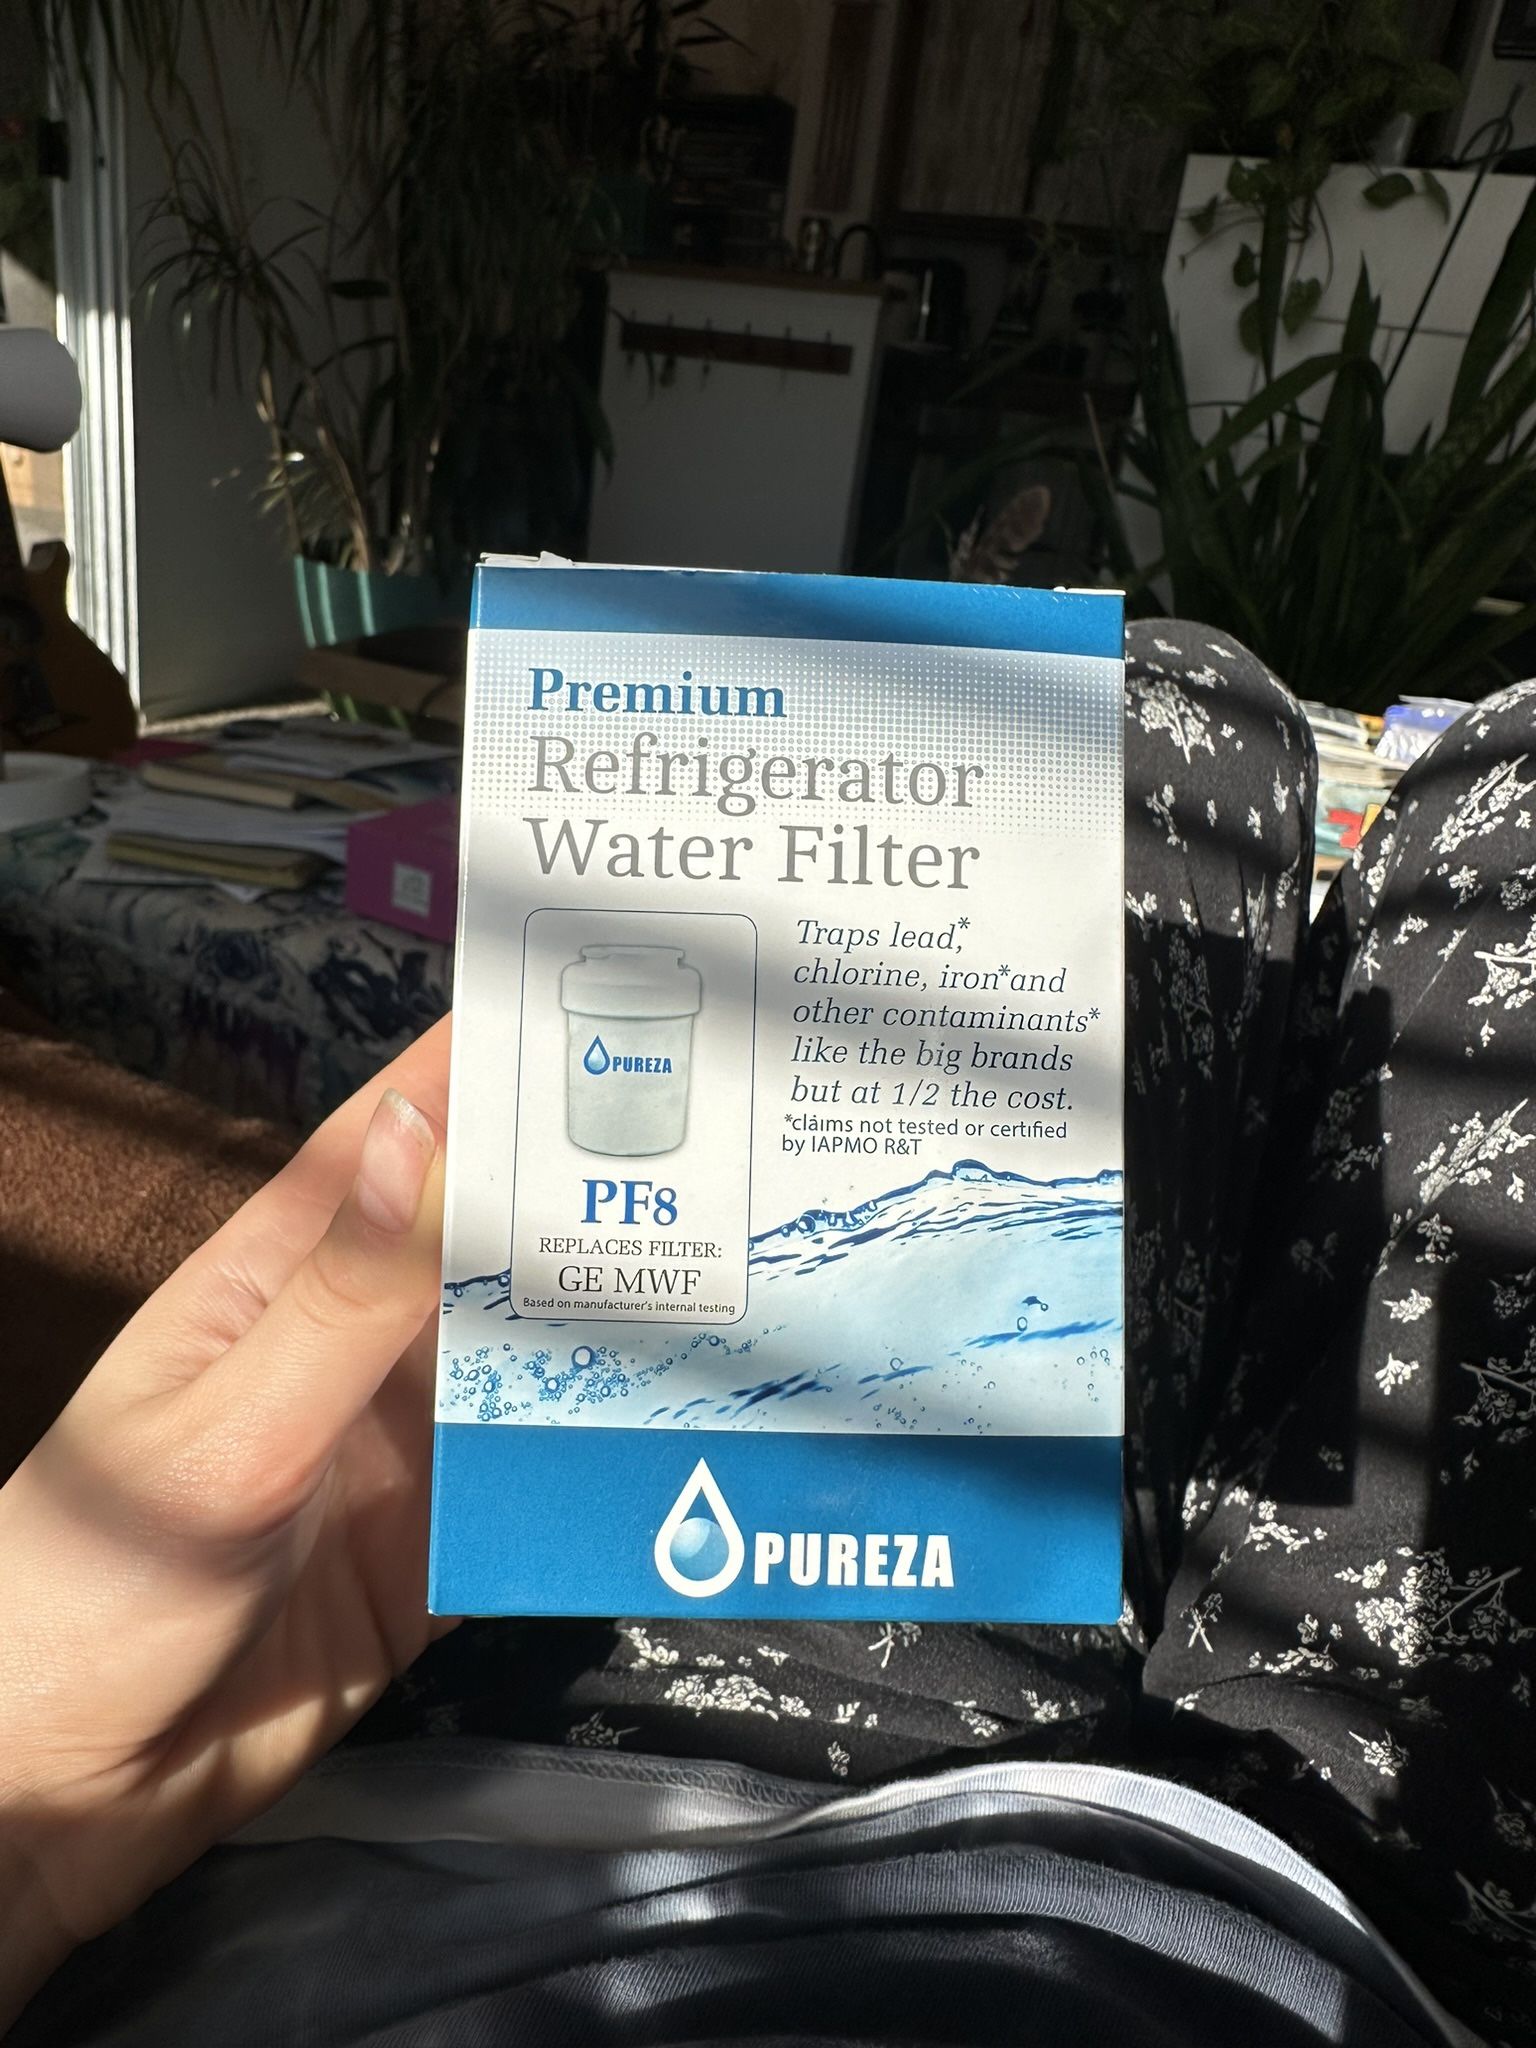 Premium
Refrigerator
Water Filter
Traps lead,*
chlorine, iron*and
other contaminants*
like the big brands
but at 1/2 the cost.
*claims not tested or certified
by IAPMO R&T
PUREZA
PF8
REPLACES FILTER:
GE MWF
Based on manufacturer's internal testing
PUREZA